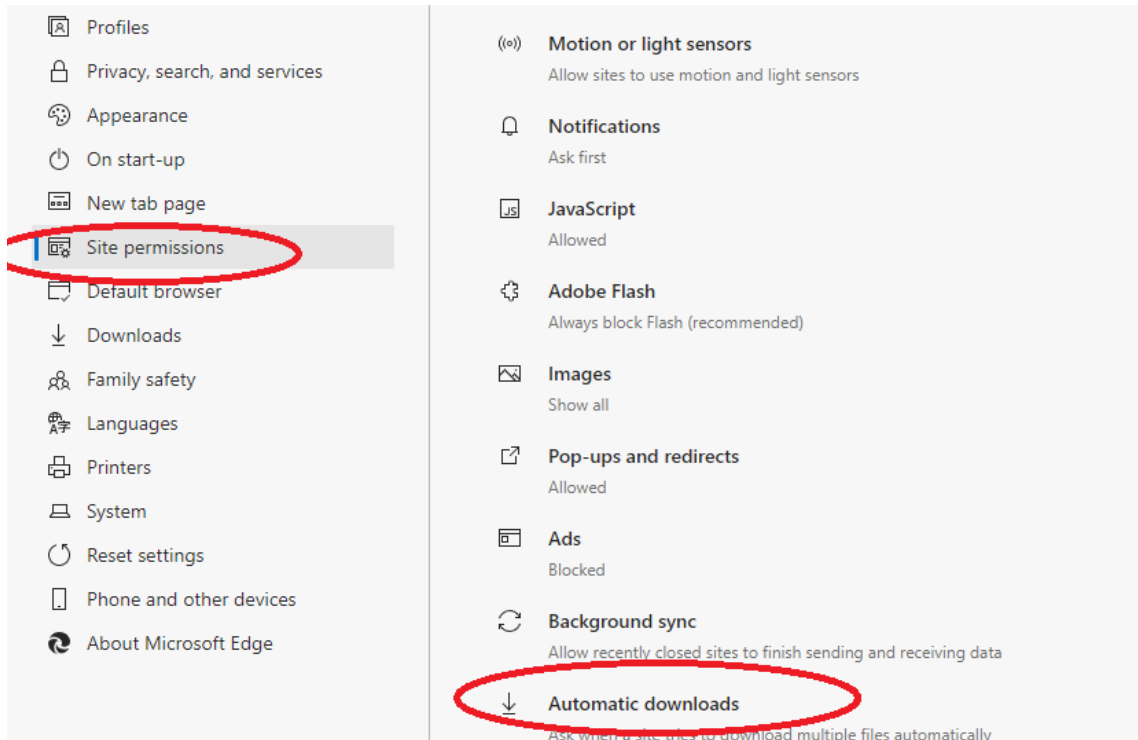 Profiles
Privacy, search, and services
Appearance
On start-up
New tab page
Site permissions
Default browser
Downloads
Family safety
Languages
Printers
System
Reset settings
Phone and other devices
About Microsoft Edge
Motion or light sensors
Allow sites to use motion and light sensors
Notifications
Ask first
JavaScript
Allowed
Adobe Flash
Always block Flash (recommended)
Images
Show all
Pop-ups and redirects
Allowed
Ads
Blocked
Background sync
Allow recently closed sites to finish sending and receiving data
Automatic downloads
Ask when a site tries to download multiple files automatically